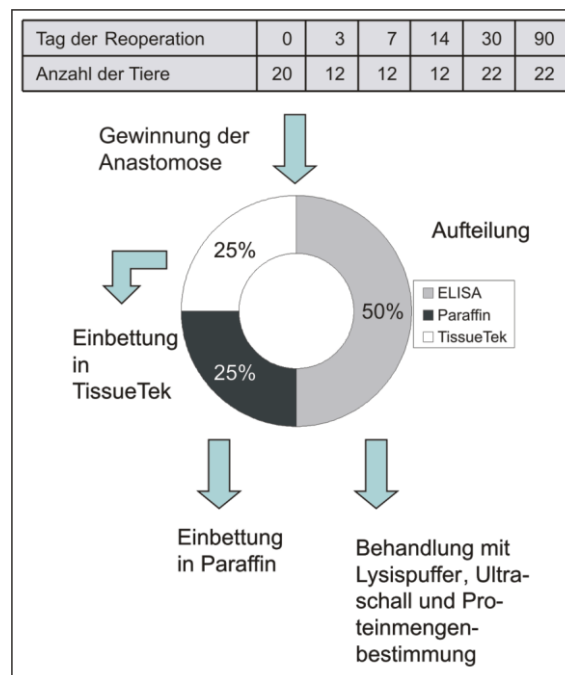 Tag der Reoperation 0 3 7 14 30 90
Anzahl der Tiere 20 12 12 12 22 22
Gewinnung der
Anastomose
Aufteilung
25%
50%
25%
ELISA
Paraffin
TissueTek
Einbettung
in
TissueTek
Einbettung
in Paraffin
Behandlung mit
Lysispuffer, Ultra-
schall und Pro-
teinmengen-
bestimmung